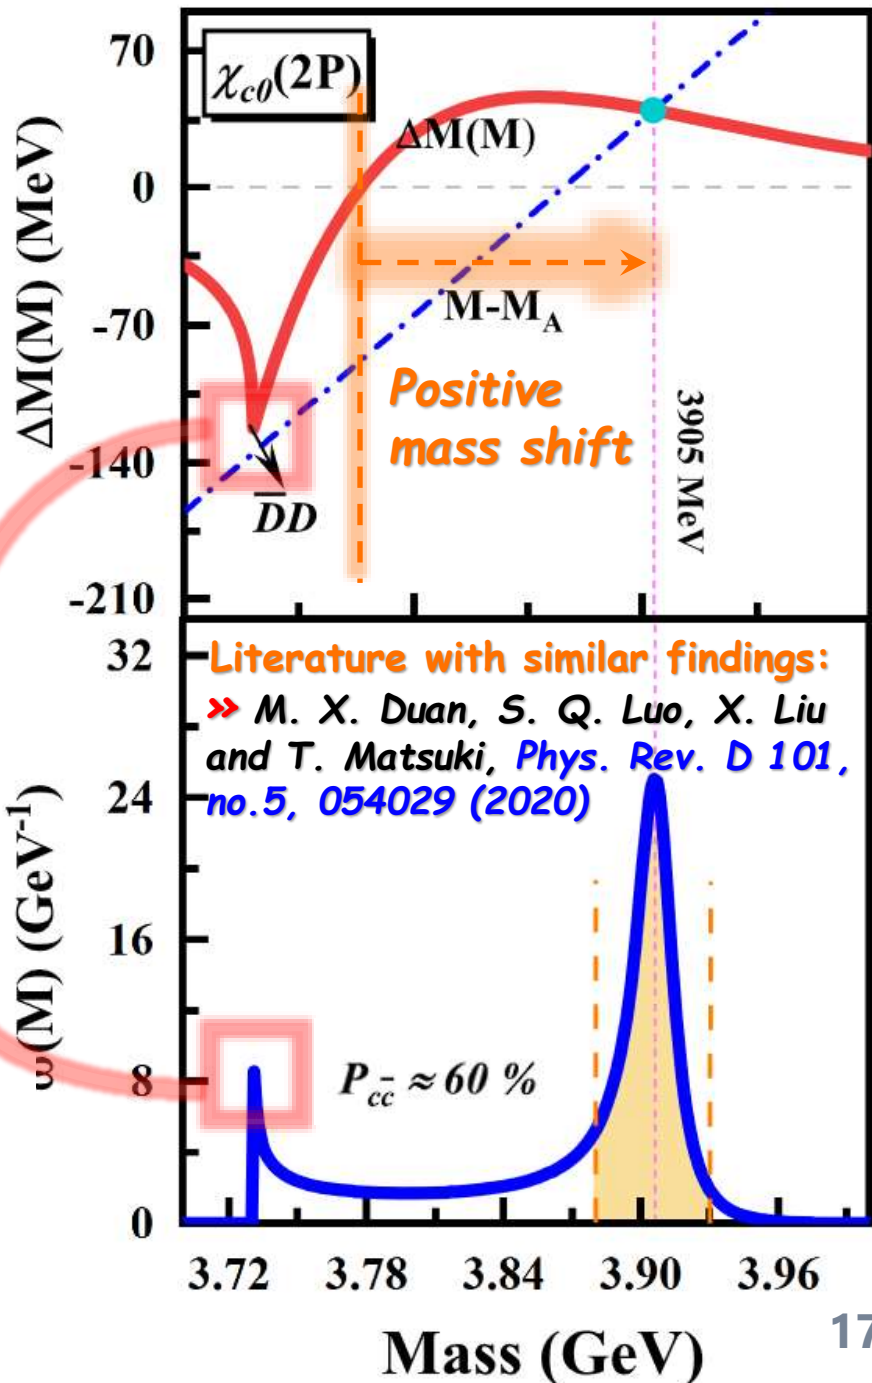 χc0(2P)
ΔM(M)
M-MA
Positive
mass shift
3905 MeV
D̅D
ΔM(M) (MeV)
70
0
-70
-140
-210
Literature with similar findings:
» M. X. Duan, S. Q. Luo, X. Liu
and T. Matsuki, Phys. Rev. D 101,
no.5, 054029 (2020)
Pcc̄ ≈ 60 %
ω(M) (GeV-1)
32
24
16
8
0
3.72 3.78 3.84 3.90 3.96
Mass (GeV)
17